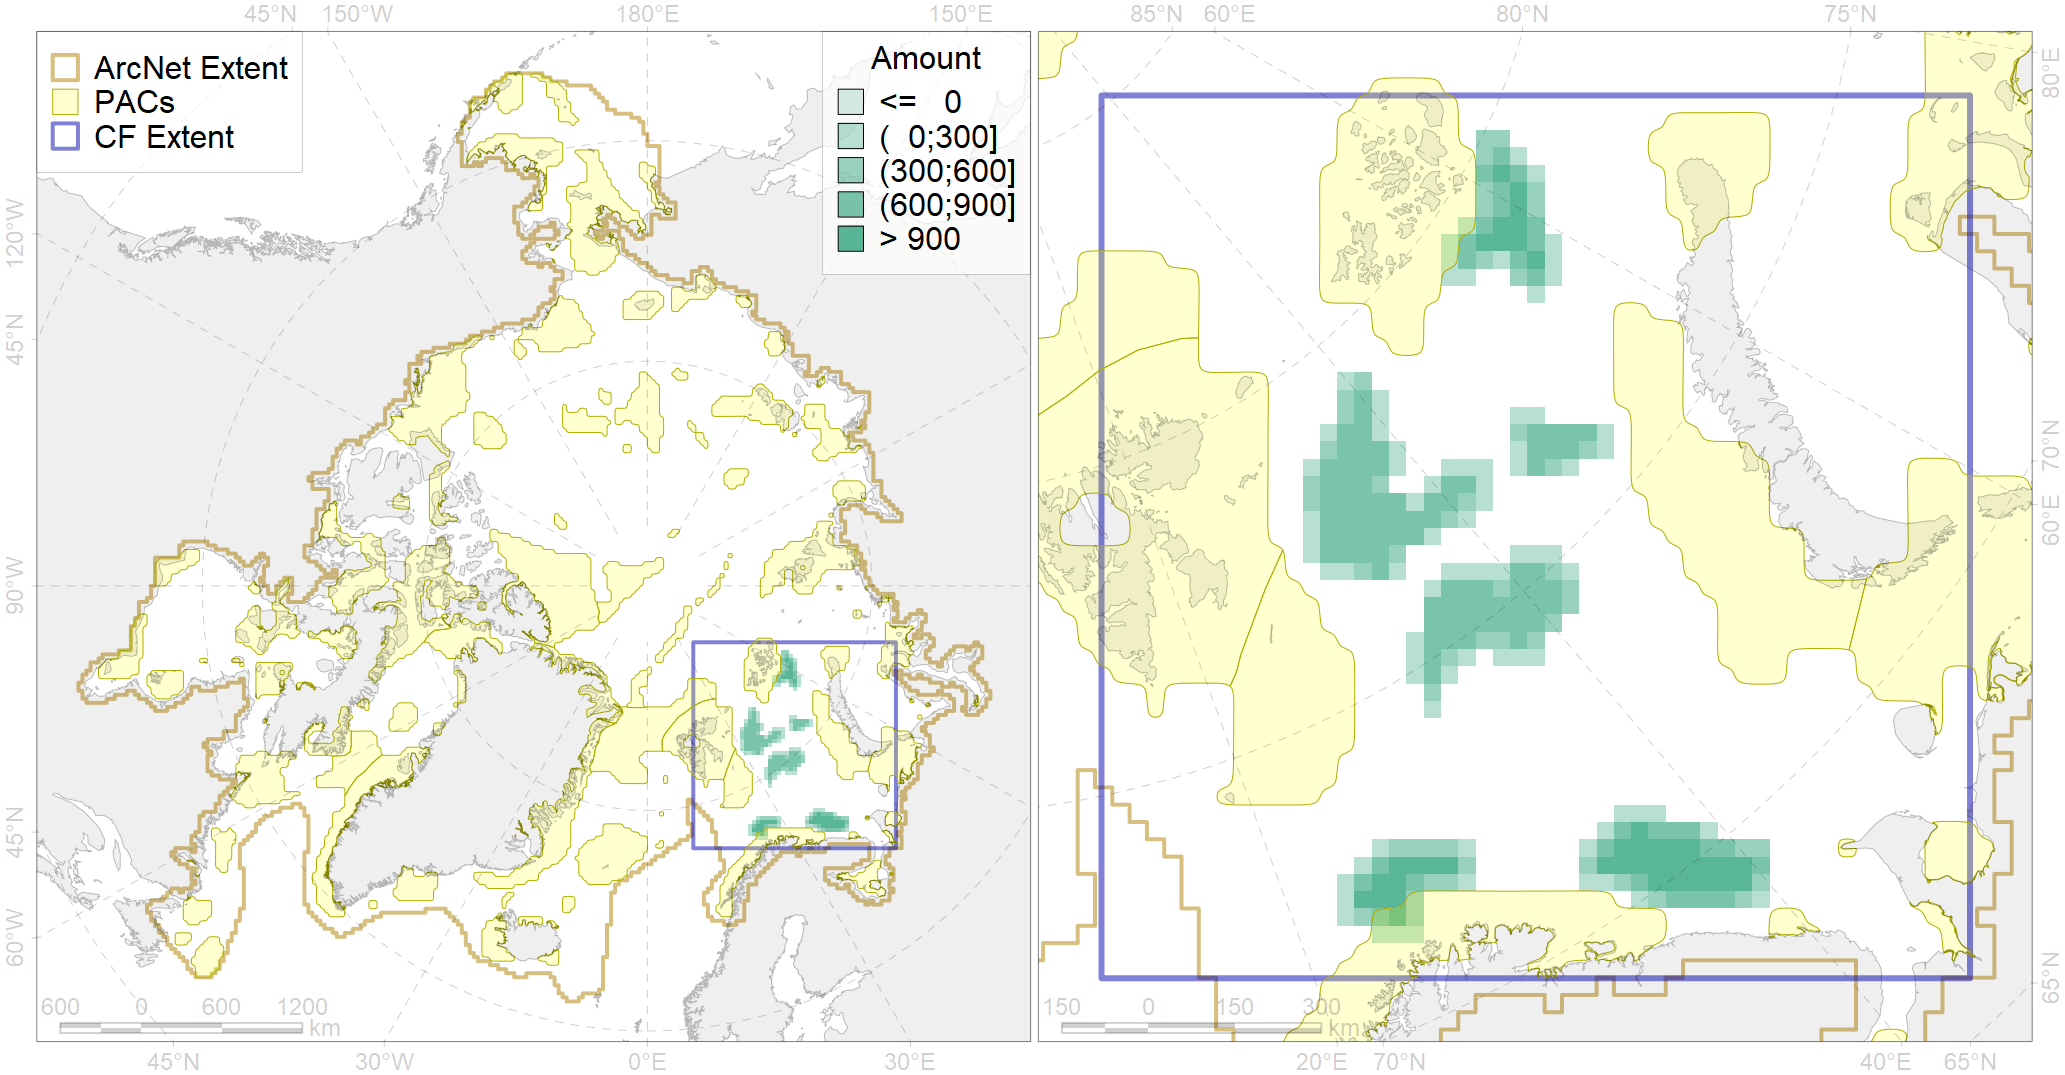 45°N 150°W 180°E 150°E 85°N 60°E 80°N 75°N
ArcNet Extent
PACs
CF Extent
Amount
<= 0
( 0;300]
(300;600]
(600;900]
> 900
120°W
45°N
90°W
45°N
60°W
80°E
70°N
60°E
65°N
600 0 600 1200
km
150 0 150 300
km
45°N 30°W 0°E 30°E 20°E 70°N 40°E 65°N